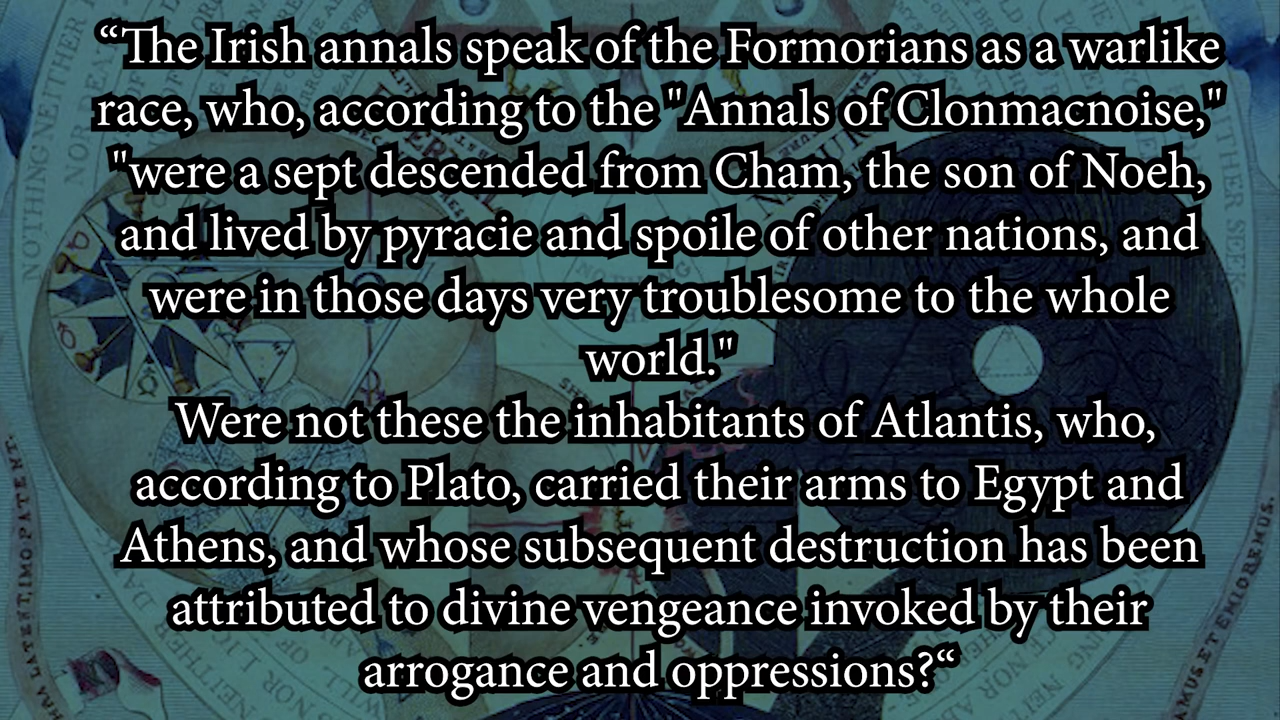 “The Irish annals speak of the Formorians as a warlike
race, who, according to the "Annals of Clonmacnoise,"
"were a sept descended from Cham, the son of Noeh,
and lived by pyracie and spoile of other nations, and
were in those days very troublesome to the whole
world."
Were not these the inhabitants of Atlantis, who,
according to Plato, carried their arms to Egypt and
Athens, and whose subsequent destruction has been
attributed to divine vengeance invoked by their
arrogance and oppressions?“